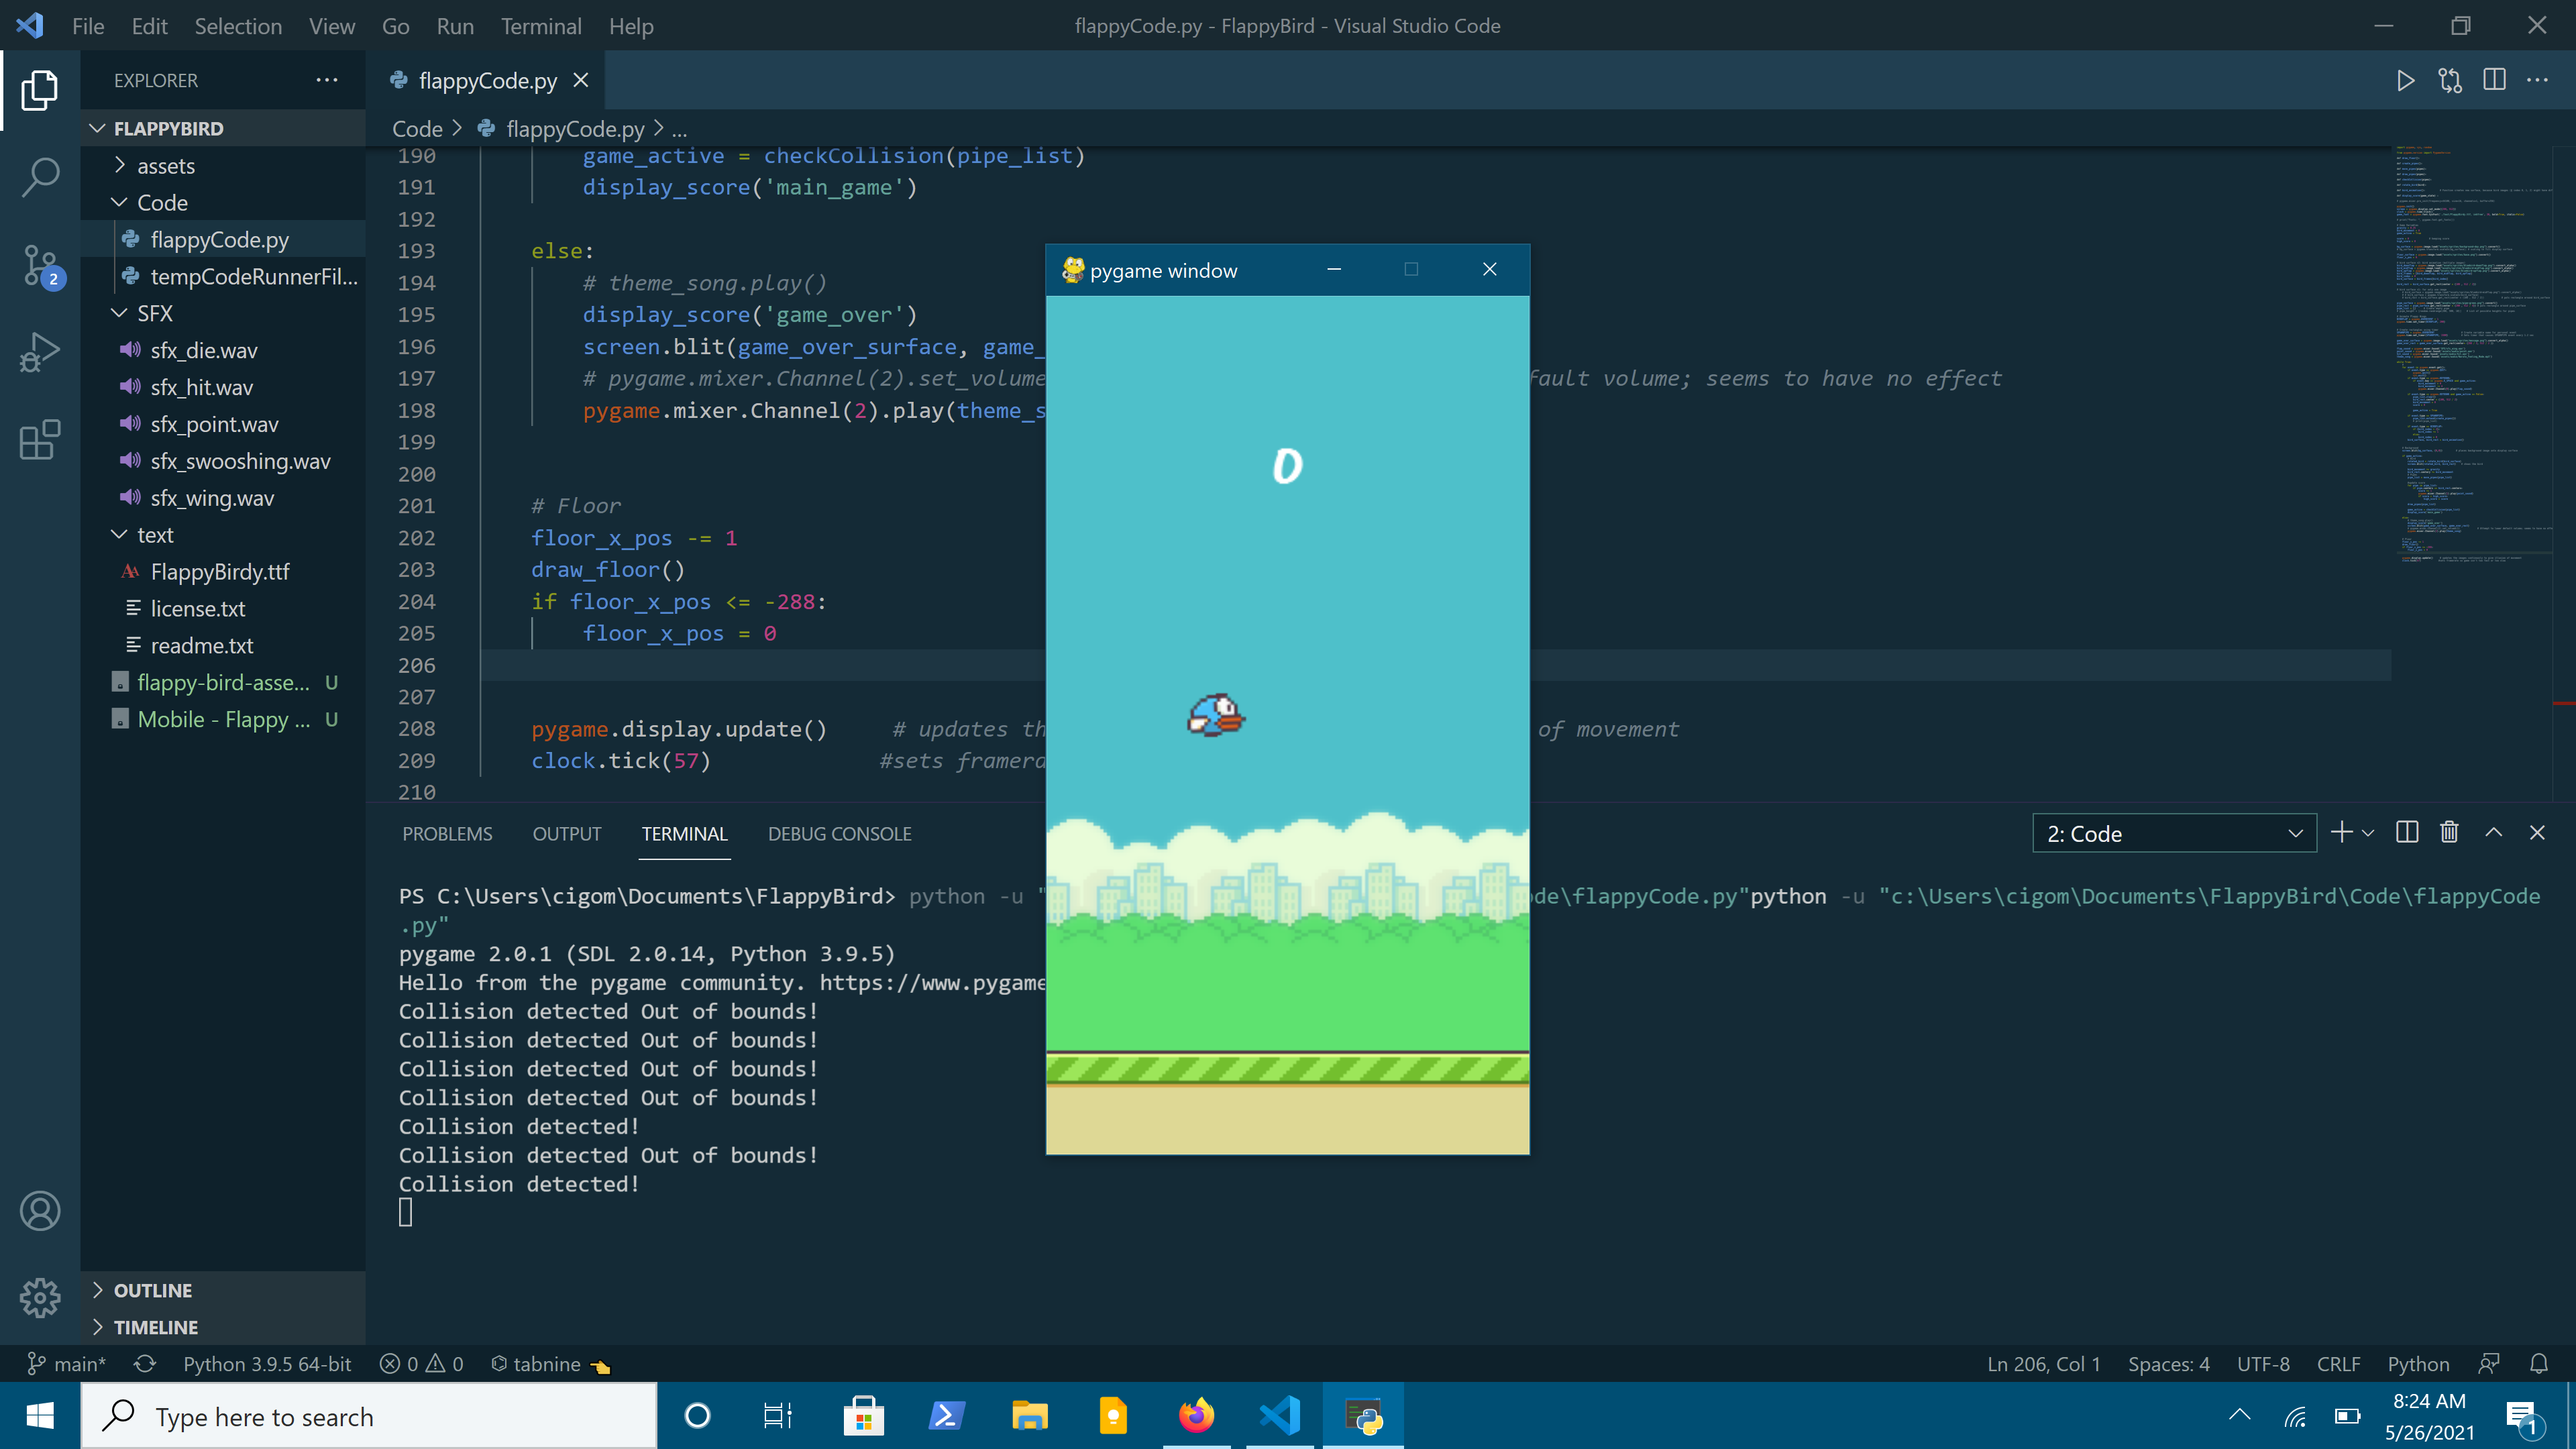 File Edit Selection View Go Run Terminal Help
flappyCode.py - FlappyBird - Visual Studio Code
EXPLORER
flappyCode.py
FLAPPYBIRD
Code > flappyCode.py > ...
assets
Code
flappyCode.py
tempCodeRunnerFil...
SFX
sfx_die.wav
sfx_hit.wav
sfx_point.wav
sfx_swooshing.wav
sfx_wing.wav
text
FlappyBirdy.ttf
license.txt
readme.txt
flappy-bird-asse... U
Mobile - Flappy ... U
2
OUTLINE
TIMELINE
190 game_active = checkCollision(pipe_list)
191 display_score('main_game')
192
193 else:
194 # theme_song.play()
195 display_score('game_over')
196 screen.blit(game_over_surface, game_
197 # pygame.mixer.Channel(2).set_volume fault volume; seems to have no effect
198 pygame.mixer.Channel(2).play(theme_s
199
200
201 # Floor
202 floor_x_pos -= 1
203 draw_floor()
204 if floor_x_pos <= -288:
205 floor_x_pos = 0
206
207
208 pygame.display.update() # updates th of movement
209 clock.tick(57) #sets framera
210
pygame window
0
PROBLEMS OUTPUT TERMINAL DEBUG CONSOLE
2: Code
PS C:\Users\cigom\Documents\FlappyBird> python -u " de\flappyCode.py"python -u "c:\Users\cigom\Documents\FlappyBird\Code\flappyCode
.py"
pygame 2.0.1 (SDL 2.0.14, Python 3.9.5)
Hello from the pygame community. https://www.pygame
Collision detected Out of bounds!
Collision detected Out of bounds!
Collision detected Out of bounds!
Collision detected Out of bounds!
Collision detected!
Collision detected Out of bounds!
Collision detected!
main* Python 3.9.5 64-bit 0 0 tabnine
Ln 206, Col 1 Spaces: 4 UTF-8 CRLF Python
Type here to search
8:24 AM
5/26/2021
1